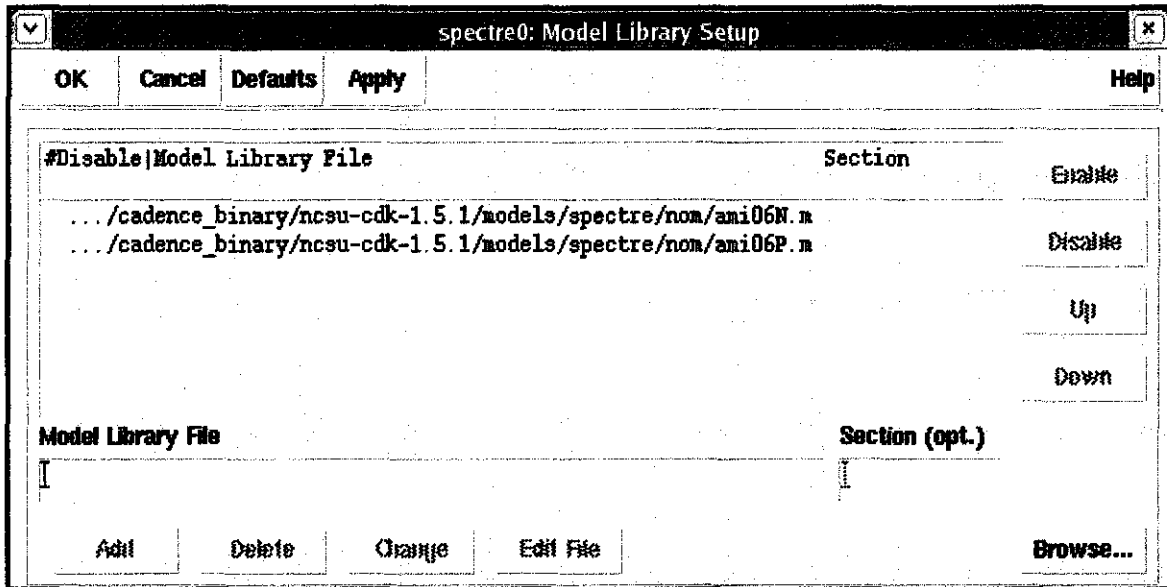 spectre0: Model Library Setup
OK Cancel Defaults Apply Help
#Disable|Model Library File Section
Enable
.../cadence_binary/ncsu-cdk-1.5.1/models/spectre/nom/ami06N.m
.../cadence_binary/ncsu-cdk-1.5.1/models/spectre/nom/ami06P.m
Disable
Up
Down
Model Library File Section (opt.)
Add Delete Change Edit File Browse...